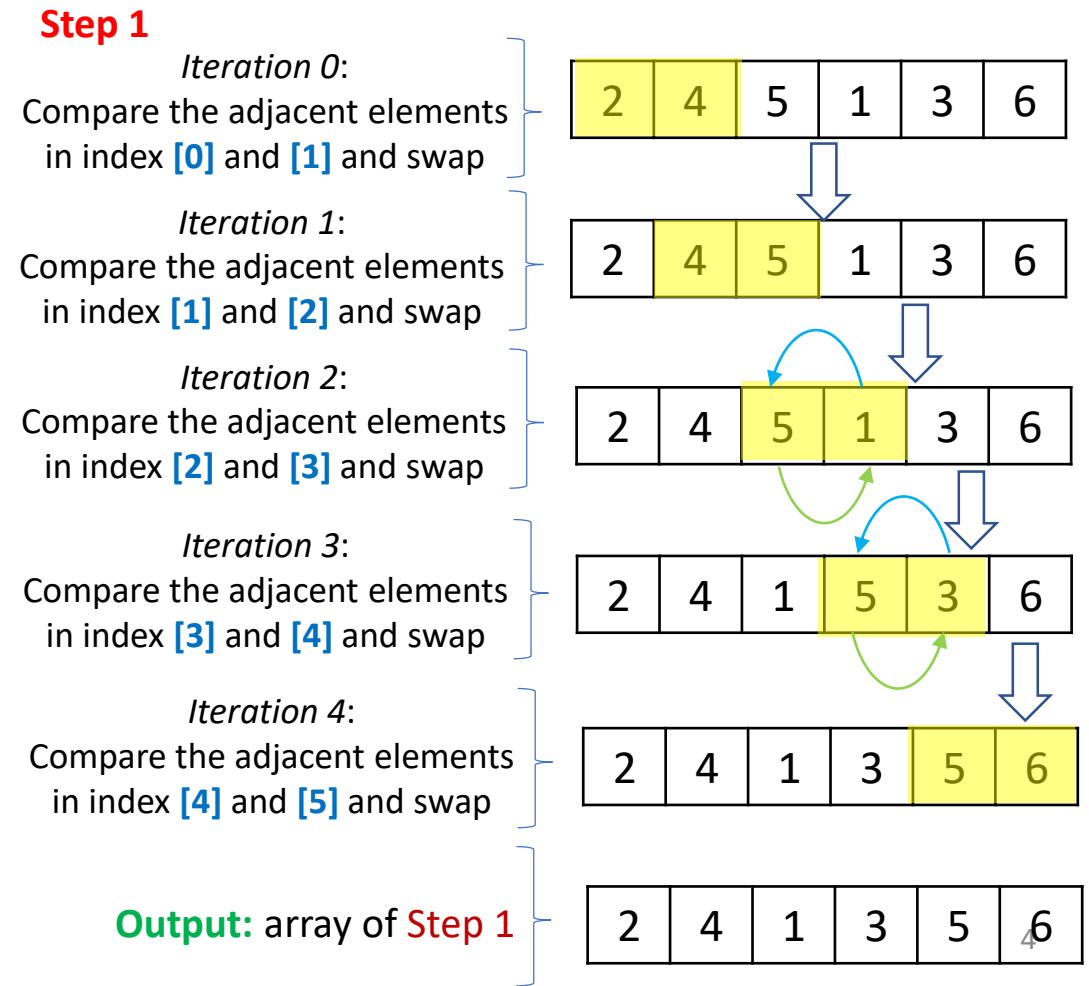 Step 1
Iteration 0:
Compare the adjacent elements
in index [0] and [1] and swap
2 4 5 1 3 6
Iteration 1:
Compare the adjacent elements
in index [1] and [2] and swap
2 4 5 1 3 6
Iteration 2:
Compare the adjacent elements
in index [2] and [3] and swap
2 4 5 1 3 6
Iteration 3:
Compare the adjacent elements
in index [3] and [4] and swap
2 4 1 5 3 6
Iteration 4:
Compare the adjacent elements
in index [4] and [5] and swap
2 4 1 3 5 6
Output: array of Step 1
2 4 1 3 5 6
4